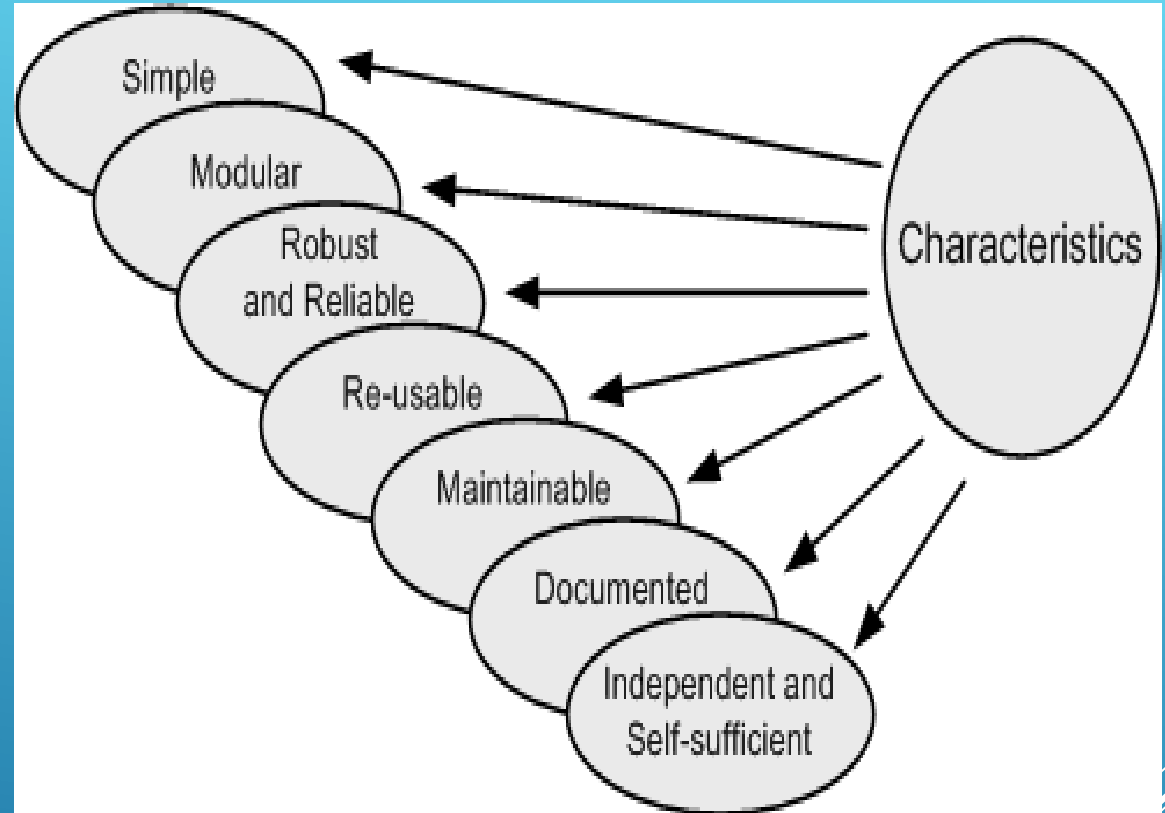 Simple
Modular
Robust
and Reliable
Characteristics
Re-usable
Maintainable
Documented
Independent and
Self-sufficient